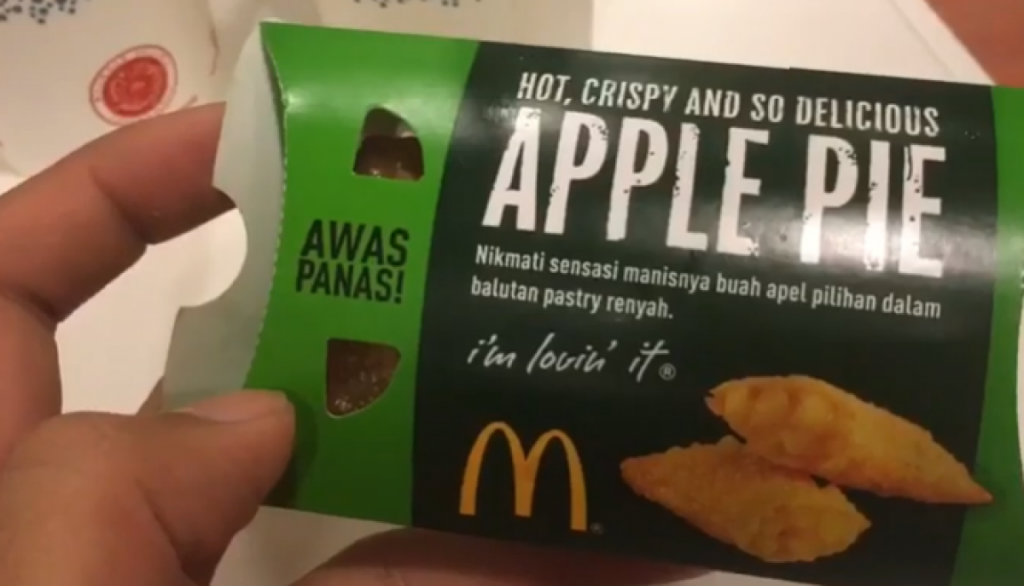 HOT, CRISPY AND SO DELICIOUS
APPLE PIE
Nikmati sensasi manisnya buah apel pilihan dalam
balutan pastry renyah.
i'm lovin' it®
AWAS
PANAS!